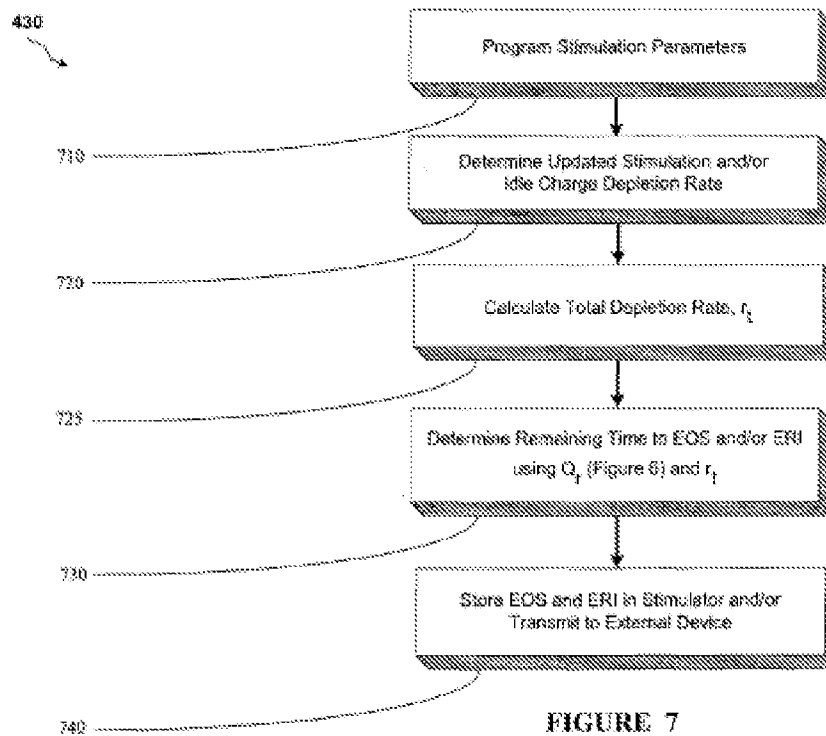 430
Program Stimulation Parameters
710
Determine Updated Stimulation and/or
Idle Charge Depletion Rate
720
Calculate Total Depletion Rate, rt
725
Determine Remaining Time to EOS and/or ERI
using Qr (Figure 6) and rt
730
Store EOS and ERI in Stimulator and/or
Transmit to External Device
740
FIGURE 7